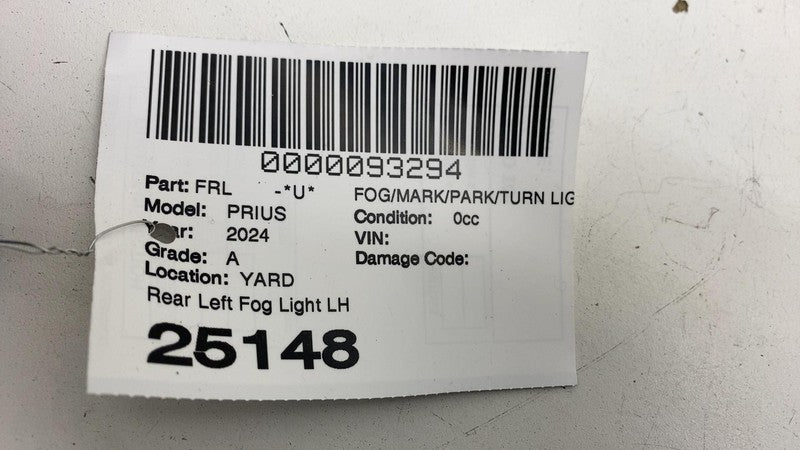 0000093294
Part: FRL -*U* FOG/MARK/PARK/TURN LIG
Model: PRIUS Condition: 0cc
2024 VIN:
Grade: A Damage Code:
Location: YARD
Rear Left Fog Light LH
25148